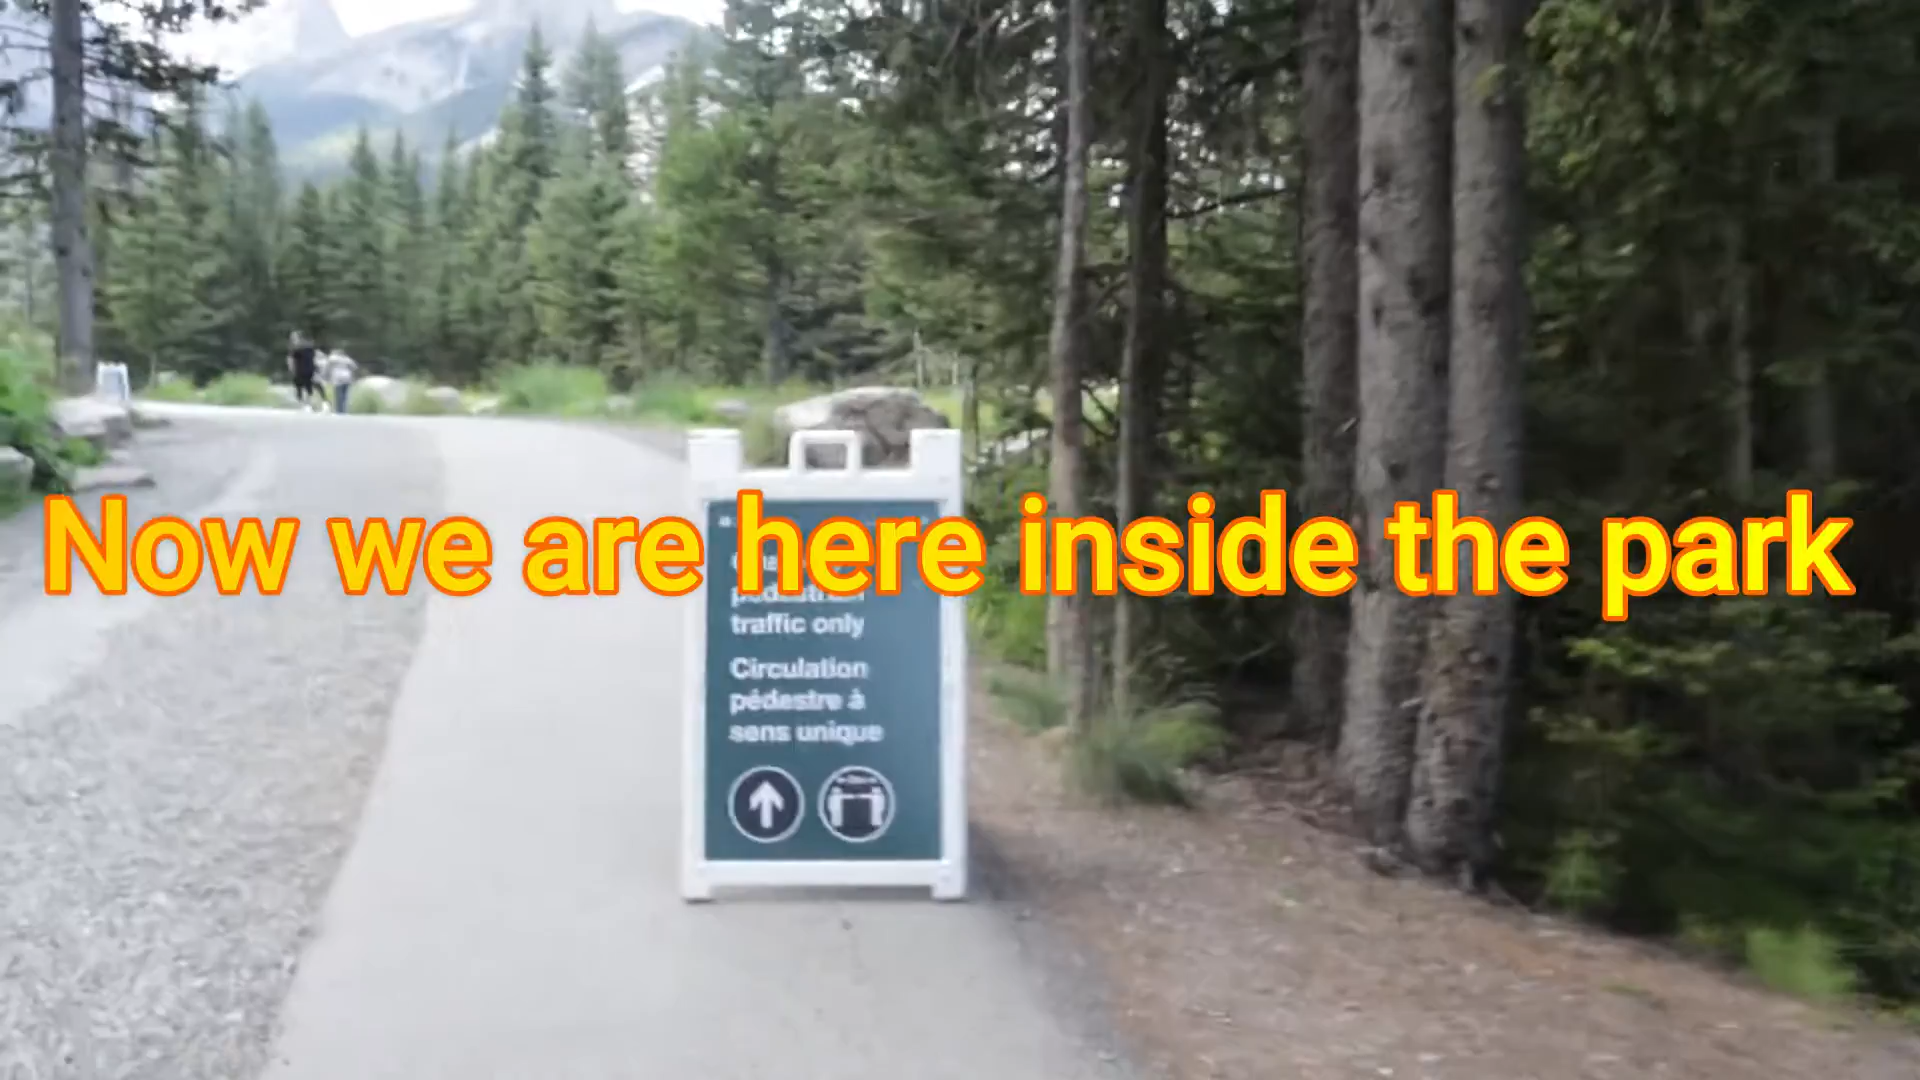 Now we are here inside the park
traffic only
Circulation
pédestre à
sens unique